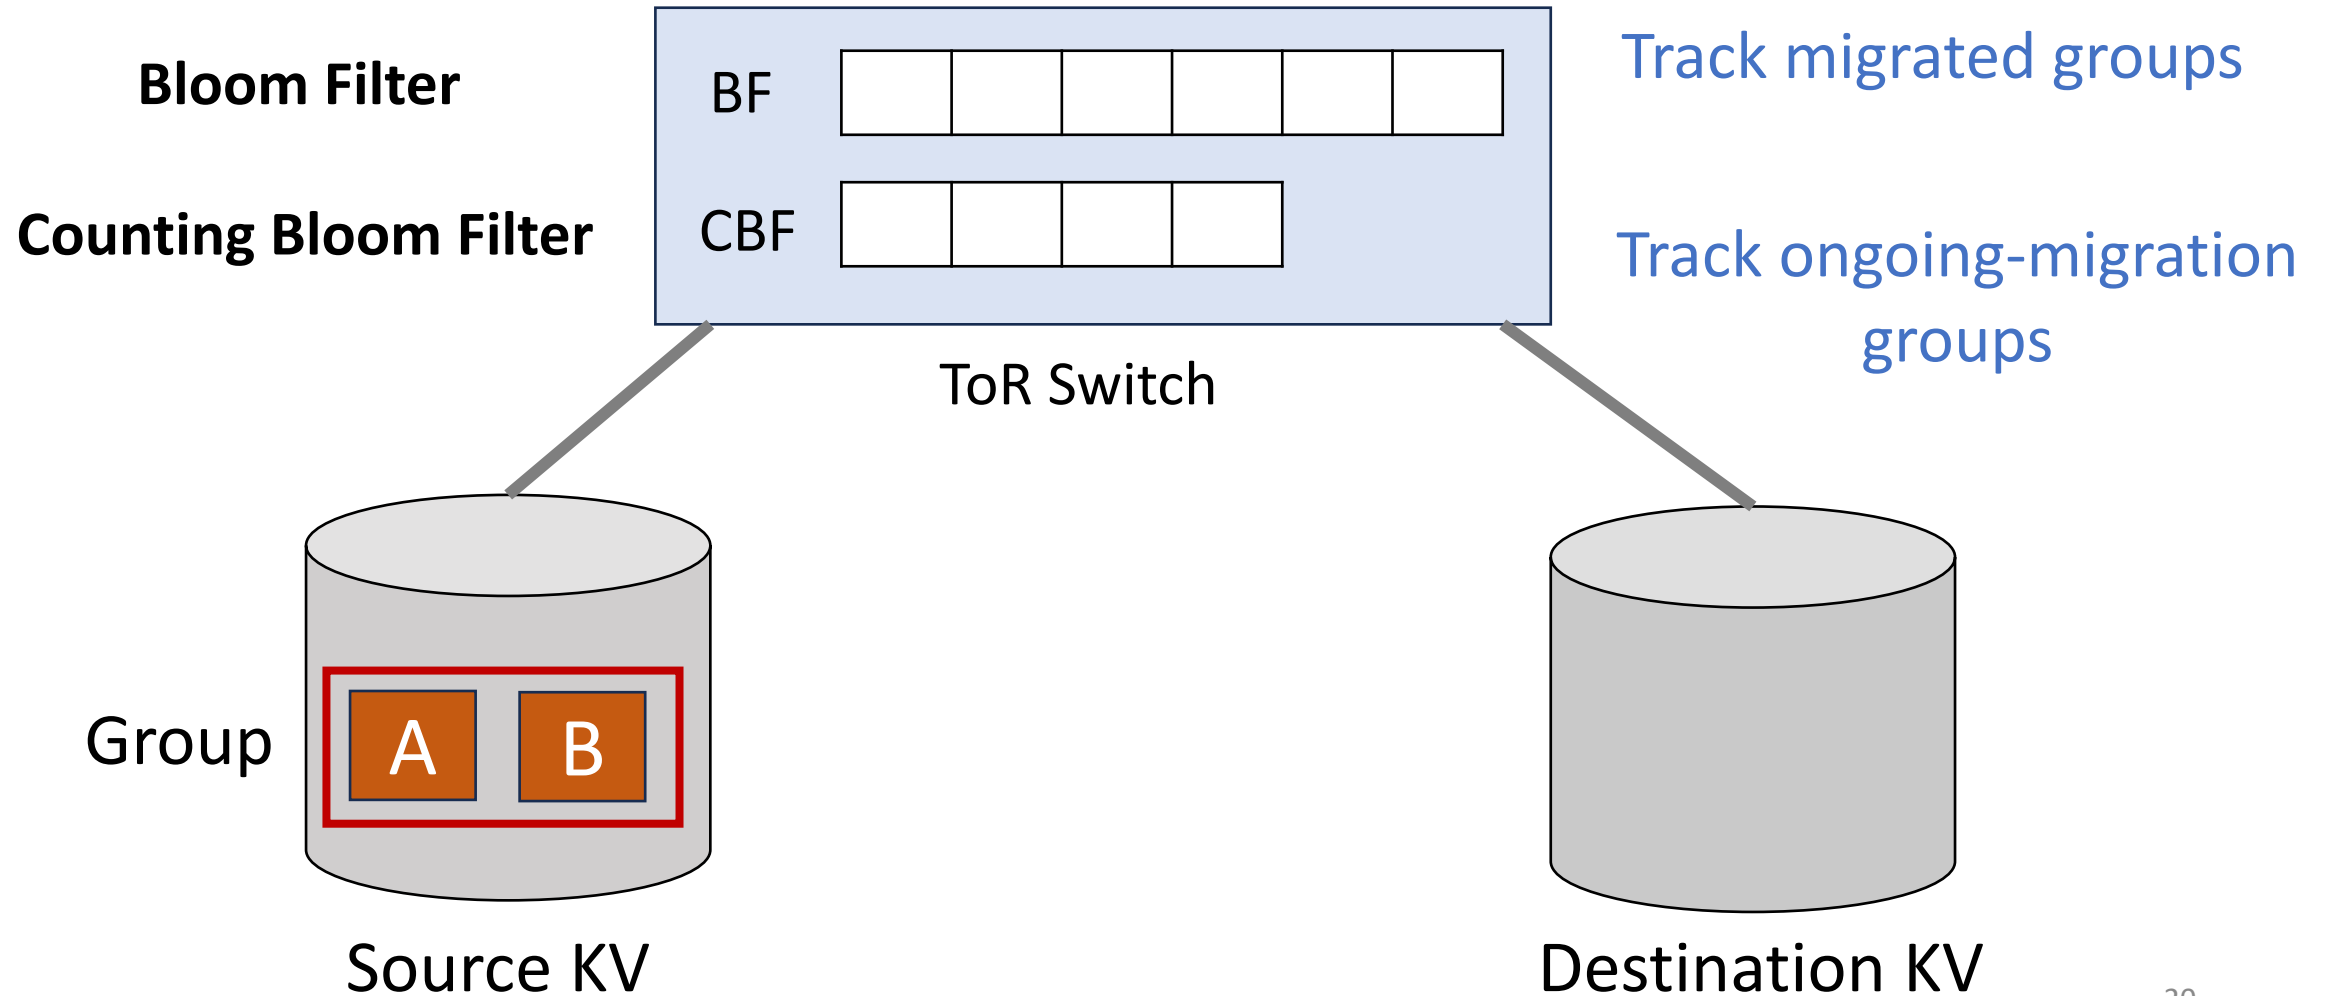 Bloom Filter
BF
Track migrated groups
Counting Bloom Filter
CBF
Track ongoing-migration
groups
ToR Switch
Group
A
B
Source KV
Destination KV